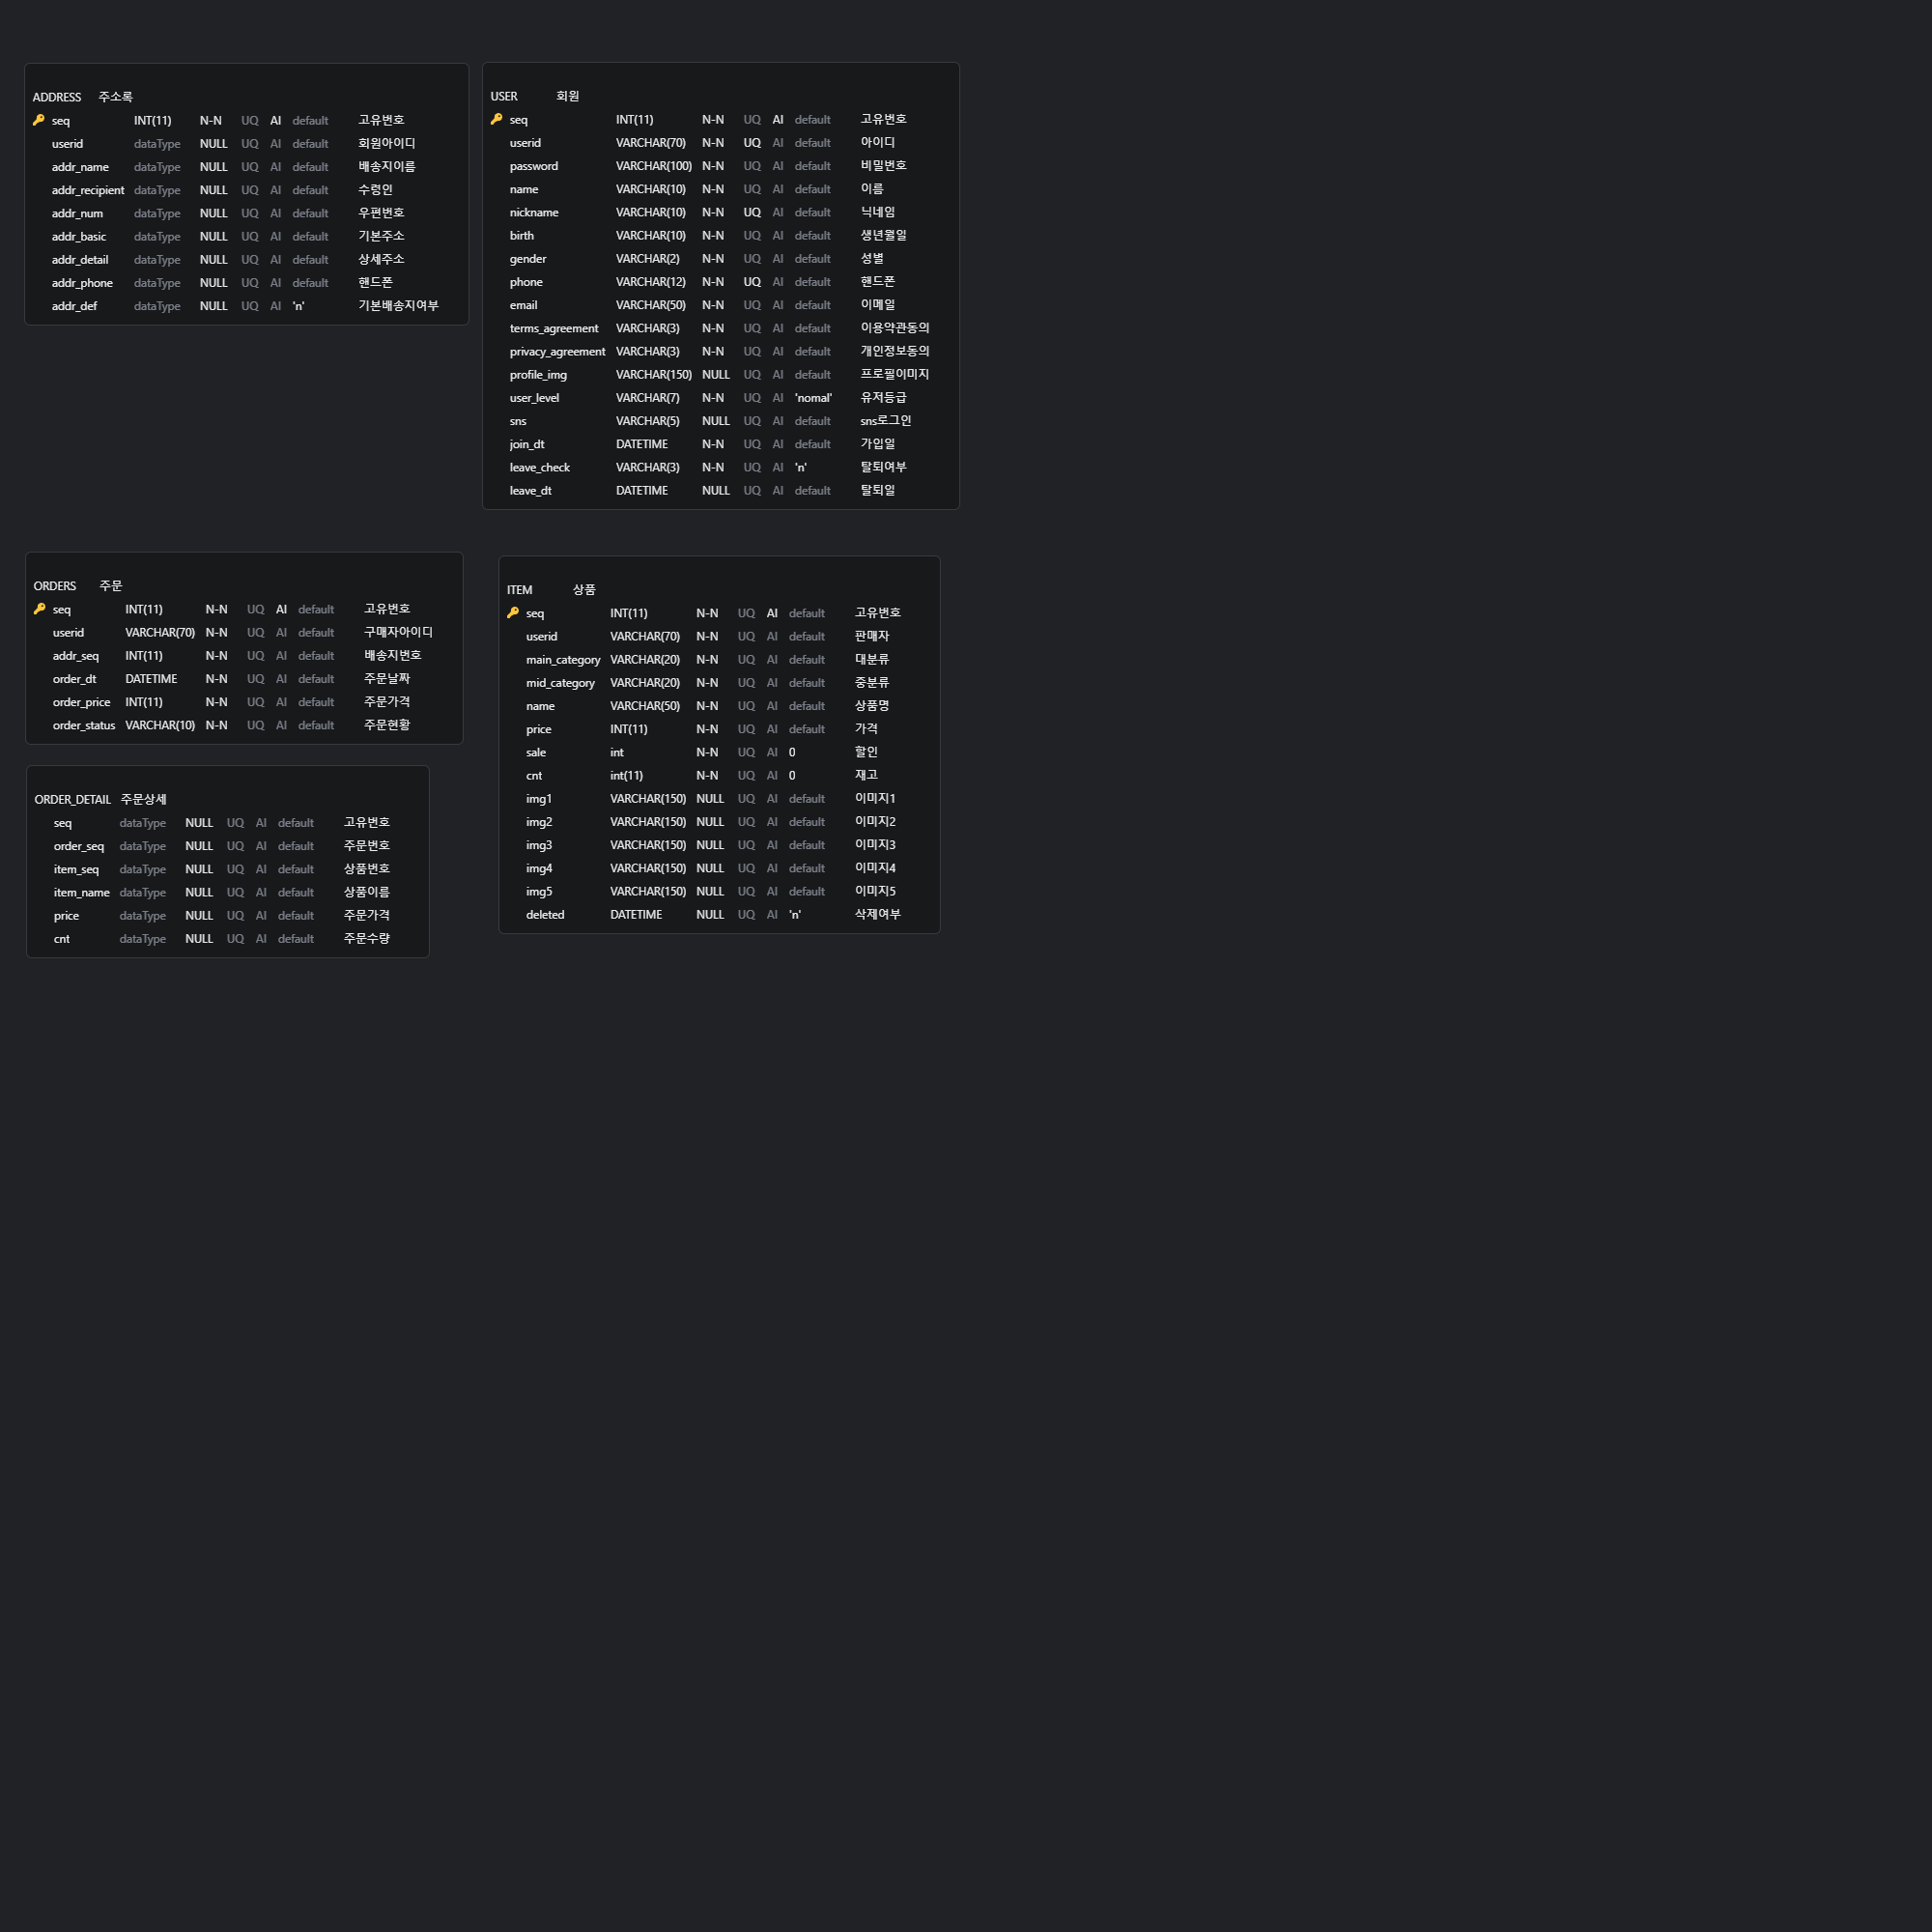 ADDRESS 주소록
seq INT(11) N-N UQ AI default 고유번호
userid dataType NULL UQ AI default 회원아이디
addr_name dataType NULL UQ AI default 배송지이름
addr_recipient dataType NULL UQ AI default 수령인
addr_num dataType NULL UQ AI default 우편번호
addr_basic dataType NULL UQ AI default 기본주소
addr_detail dataType NULL UQ AI default 상세주소
addr_phone dataType NULL UQ AI default 핸드폰
addr_def dataType NULL UQ AI 'n' 기본배송지여부
USER 회원
seq INT(11) N-N UQ AI default 고유번호
userid VARCHAR(70) N-N UQ AI default 아이디
password VARCHAR(100) N-N UQ AI default 비밀번호
name VARCHAR(10) N-N UQ AI default 이름
nickname VARCHAR(10) N-N UQ AI default 닉네임
birth VARCHAR(10) N-N UQ AI default 생년월일
gender VARCHAR(2) N-N UQ AI default 성별
phone VARCHAR(12) N-N UQ AI default 핸드폰
email VARCHAR(50) N-N UQ AI default 이메일
terms_agreement VARCHAR(3) N-N UQ AI default 이용약관동의
privacy_agreement VARCHAR(3) N-N UQ AI default 개인정보동의
profile_img VARCHAR(150) NULL UQ AI default 프로필이미지
user_level VARCHAR(7) N-N UQ AI 'nomal' 유저등급
sns VARCHAR(5) NULL UQ AI default sns로그인
join_dt DATETIME N-N UQ AI default 가입일
leave_check VARCHAR(3) N-N UQ AI 'n' 탈퇴여부
leave_dt DATETIME NULL UQ AI default 탈퇴일
ORDERS 주문
seq INT(11) N-N UQ AI default 고유번호
userid VARCHAR(70) N-N UQ AI default 구매자아이디
addr_seq INT(11) N-N UQ AI default 배송지번호
order_dt DATETIME N-N UQ AI default 주문날짜
order_price INT(11) N-N UQ AI default 주문가격
order_status VARCHAR(10) N-N UQ AI default 주문현황
ITEM 상품
seq INT(11) N-N UQ AI default 고유번호
userid VARCHAR(70) N-N UQ AI default 판매자
main_category VARCHAR(20) N-N UQ AI default 대분류
mid_category VARCHAR(20) N-N UQ AI default 중분류
name VARCHAR(50) N-N UQ AI default 상품명
price INT(11) N-N UQ AI default 가격
sale int N-N UQ AI 0 할인
cnt int(11) N-N UQ AI 0 재고
img1 VARCHAR(150) NULL UQ AI default 이미지1
img2 VARCHAR(150) NULL UQ AI default 이미지2
img3 VARCHAR(150) NULL UQ AI default 이미지3
img4 VARCHAR(150) NULL UQ AI default 이미지4
img5 VARCHAR(150) NULL UQ AI default 이미지5
deleted DATETIME NULL UQ AI 'n' 삭제여부
ORDER_DETAIL 주문상세
seq dataType NULL UQ AI default 고유번호
order_seq dataType NULL UQ AI default 주문번호
item_seq dataType NULL UQ AI default 상품번호
item_name dataType NULL UQ AI default 상품이름
price dataType NULL UQ AI default 주문가격
cnt dataType NULL UQ AI default 주문수량